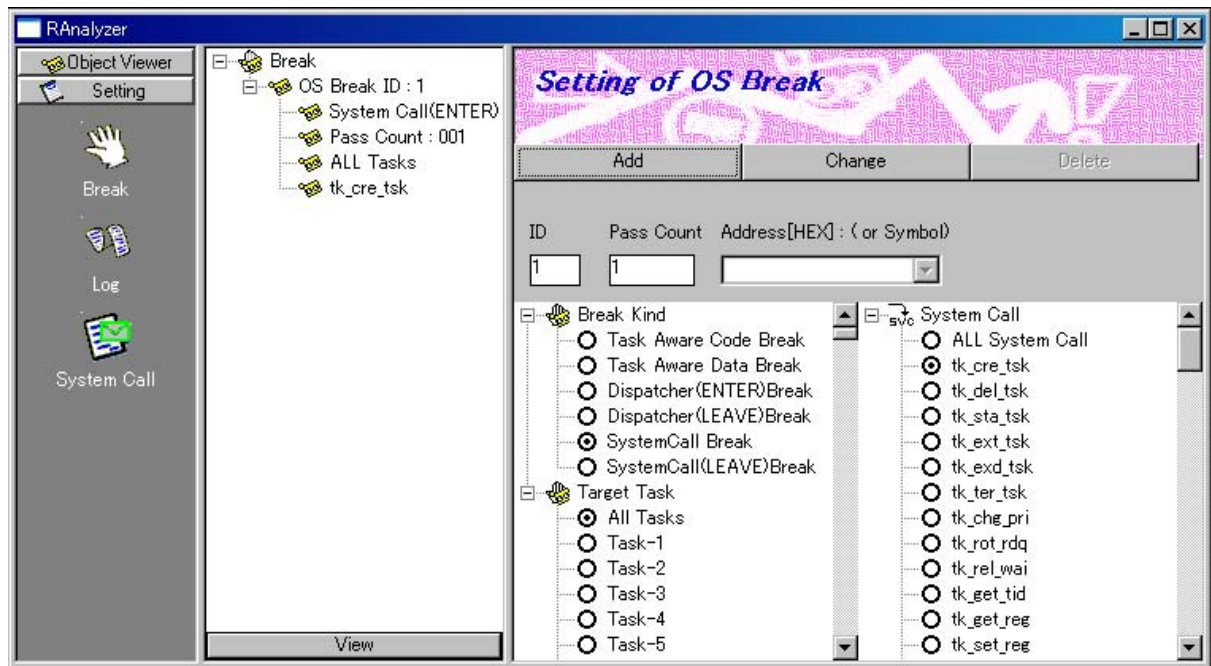 RAnalyzer
Object Viewer
Setting
Break
Log
System Call
Break
OS Break ID : 1
System Call(ENTER)
Pass Count : 001
ALL Tasks
tk_cre_tsk
View
Setting of OS Break
Add
Change
Delete
ID
Pass Count
Address[HEX] : ( or Symbol)
1
1
Break Kind
Task Aware Code Break
Task Aware Data Break
Dispatcher(ENTER)Break
Dispatcher(LEAVE)Break
SystemCall Break
SystemCall(LEAVE)Break
Target Task
All Tasks
Task-1
Task-2
Task-3
Task-4
Task-5
SVC System Call
ALL System Call
tk_cre_tsk
tk_del_tsk
tk_sta_tsk
tk_ext_tsk
tk_exd_tsk
tk_ter_tsk
tk_chg_pri
tk_rot_rdq
tk_rel_wai
tk_get_tid
tk_get_reg
tk_set_reg